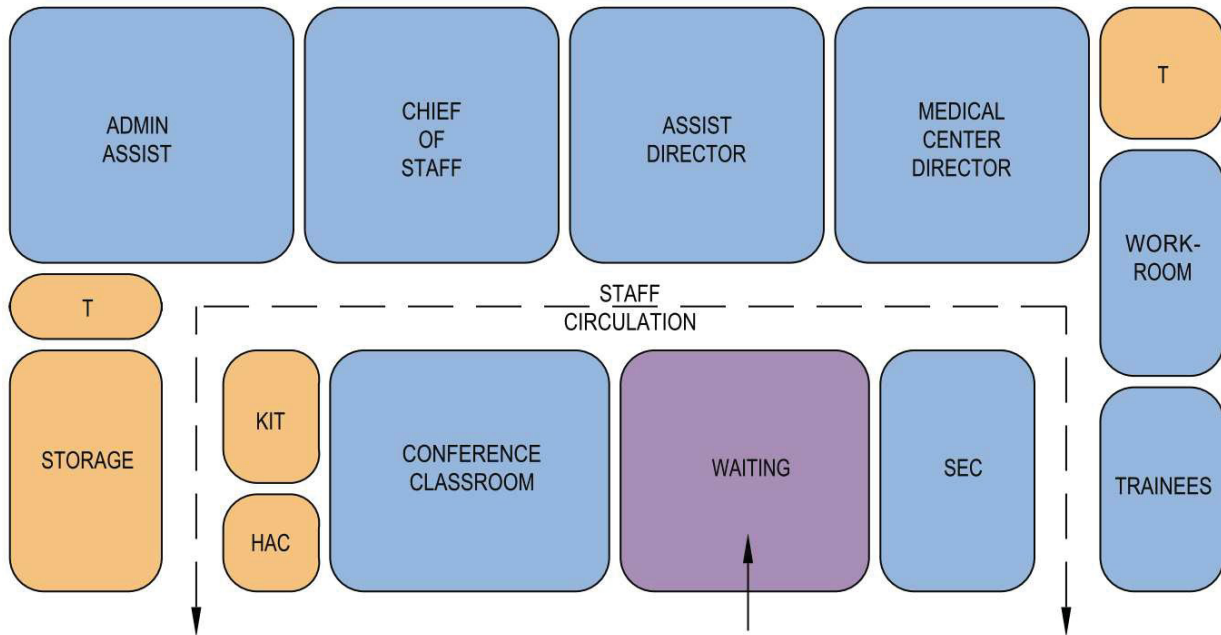 ADMIN
ASSIST
CHIEF
OF
STAFF
ASSIST
DIRECTOR
MEDICAL
CENTER
DIRECTOR
T
WORK-
ROOM
T
STAFF
CIRCULATION
STORAGE
KIT
HAC
CONFERENCE
CLASSROOM
WAITING
SEC
TRAINEES